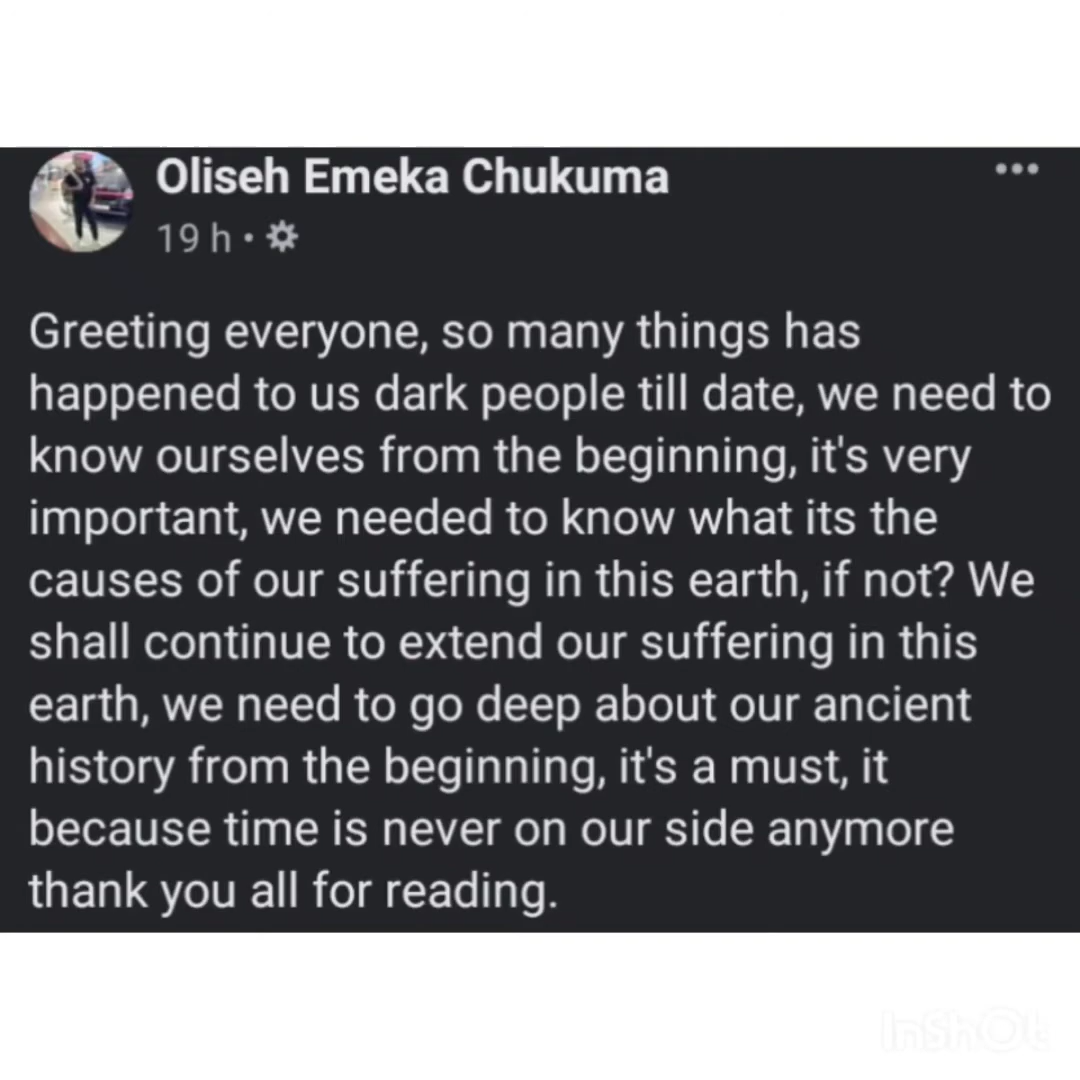 Oliseh Emeka Chukuma
19 h •
Greeting everyone, so many things has
happened to us dark people till date, we need to
know ourselves from the beginning, it's very
important, we needed to know what its the
causes of our suffering in this earth, if not? We
shall continue to extend our suffering in this
earth, we need to go deep about our ancient
history from the beginning, it's a must, it
because time is never on our side anymore
thank you all for reading.
InShOt